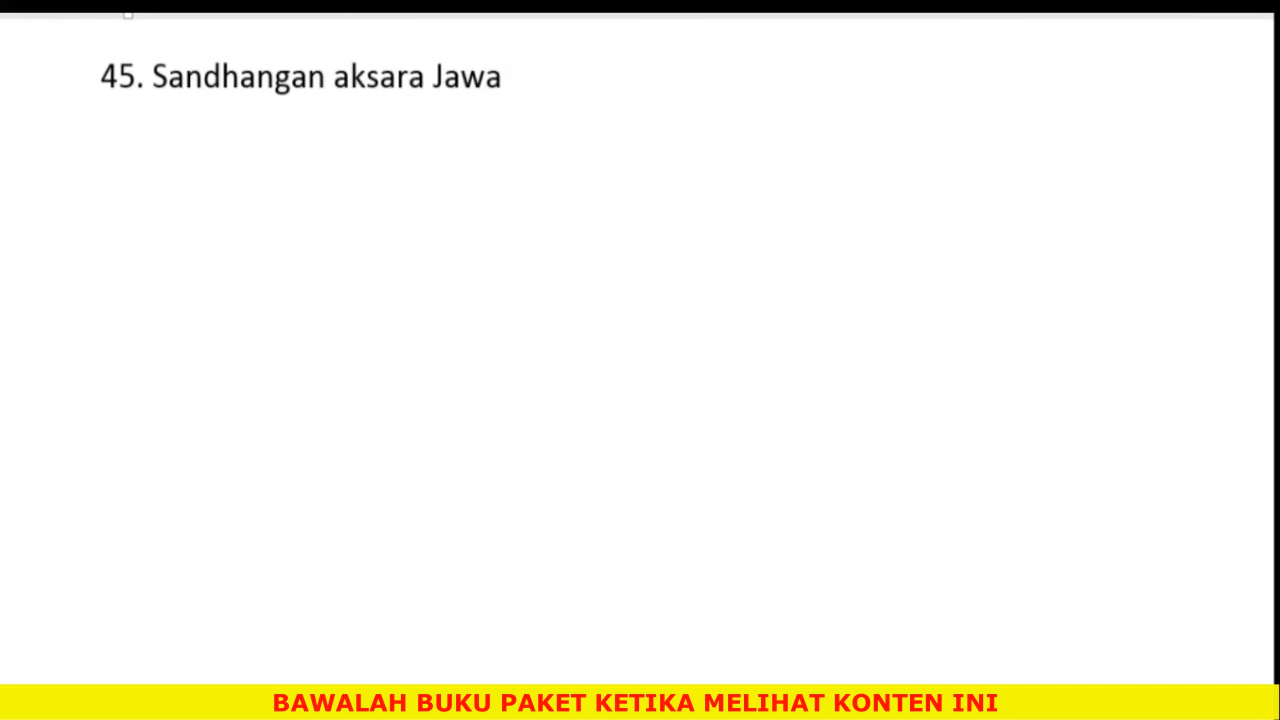 45. Sandhangan aksara Jawa
BAWALAH BUKU PAKET KETIKA MELIHAT KONTEN INI